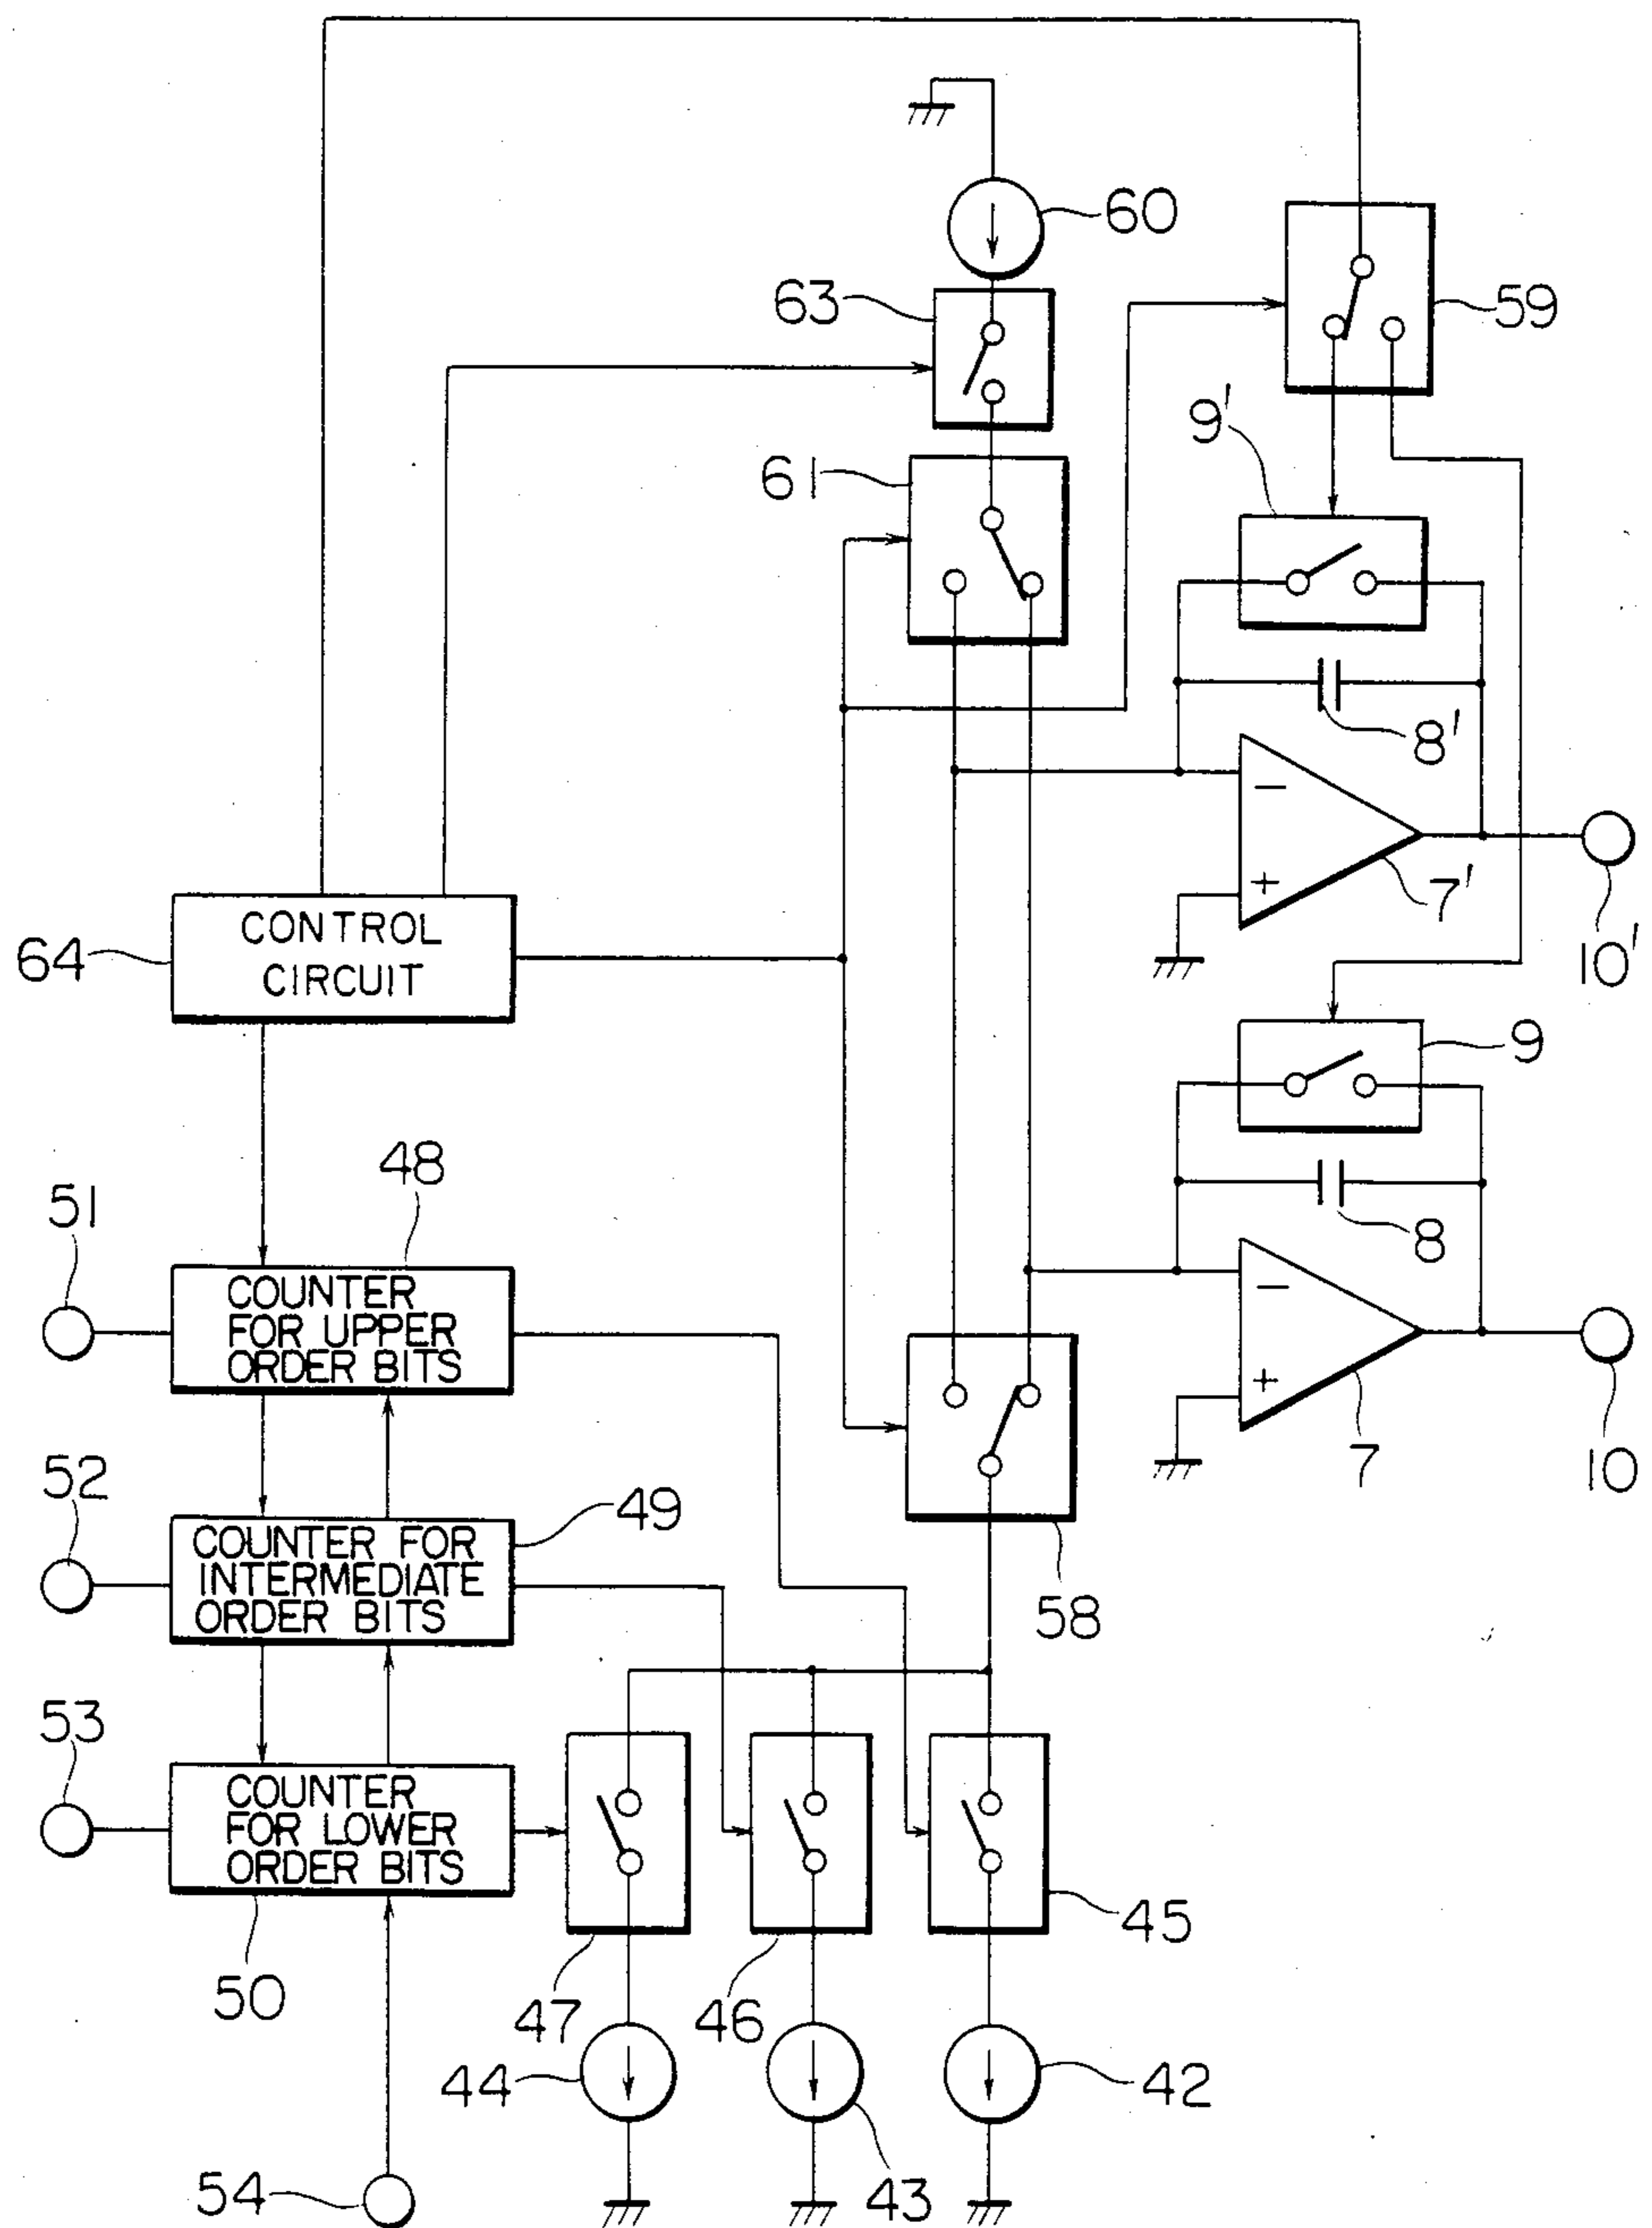 60
63
59
9'
61
8'
7'
10'
CONTROL
CIRCUIT
64
9
48
51
8
COUNTER
FOR UPPER
ORDER BITS
7
10
52
49
COUNTER FOR
INTERMEDIATE
ORDER BITS
58
53
COUNTER
FOR LOWER
ORDER BITS
45
50
47
46
44
42
43
54
−
+
−
+